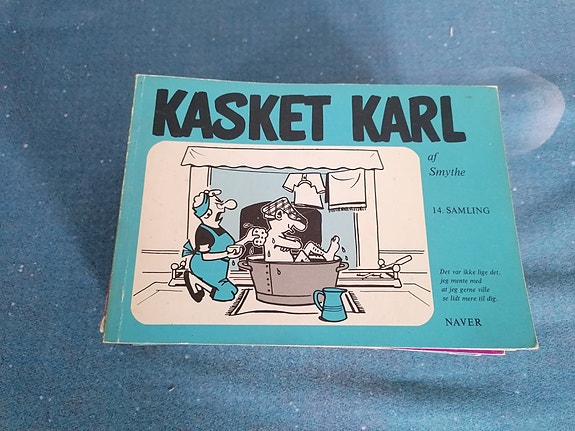 KASKET KARL
af
Smythe
14. SAMLING
Det var ikke lige det,
jeg mente med
at jeg gerne ville
se lidt mere til dig.
NAVER